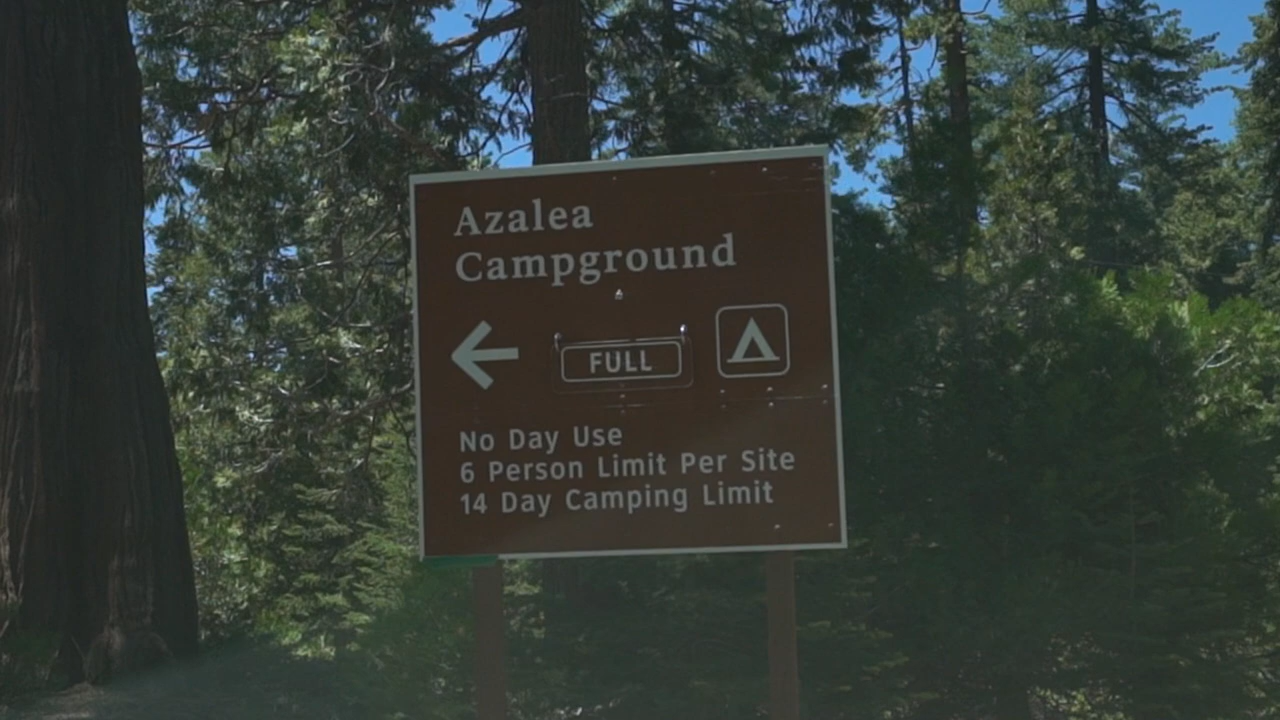 Azalea
Campground
FULL
No Day Use
6 Person Limit Per Site
14 Day Camping Limit